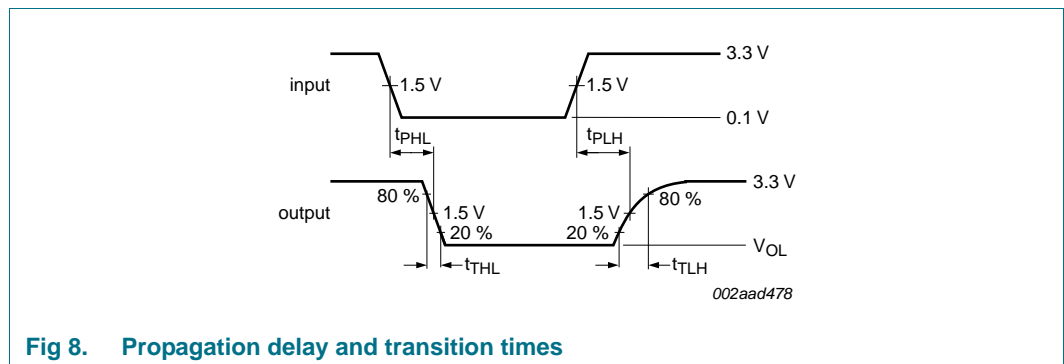 3.3 V
input
1.5 V
1.5 V
0.1 V
tPHL
tPLH
3.3 V
80 %
80 %
output
1.5 V
1.5 V
20 %
20 %
VOL
tTHL
tTLH
002aad478
Fig 8. Propagation delay and transition times